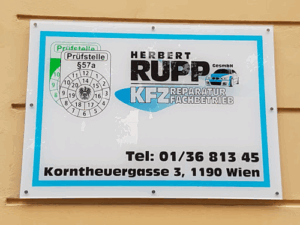 Prüfstelle
Prüfstelle
§57a
HERBERT
RUPP GesmbH
KFZ REPARATUR
FACHBETRIEB
Tel: 01/36 813 45
Korntheuergasse 3, 1190 Wien